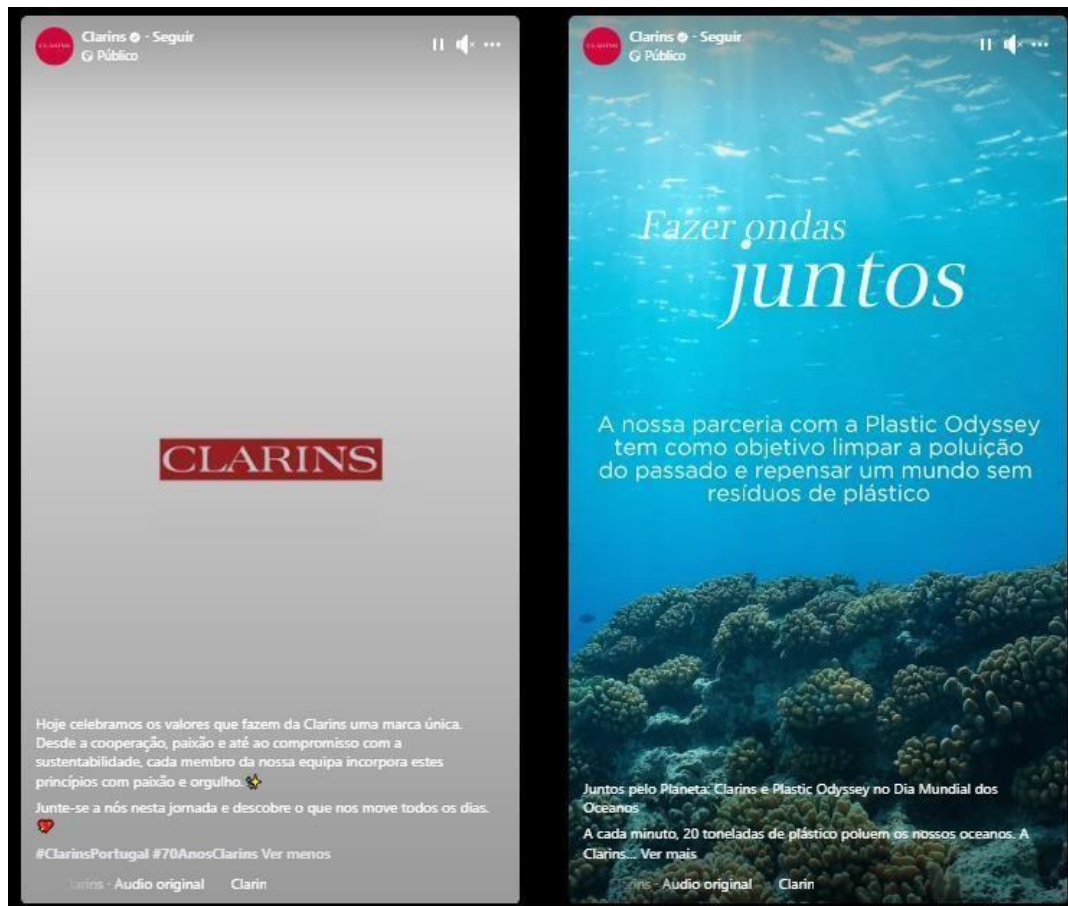 CLARINS
Clarins · Seguir
Público
CLARINS
Hoje celebramos os valores que fazem da Clarins uma marca única.
Desde a cooperação, paixão e até ao compromisso com a
sustentabilidade, cada membro da nossa equipa incorpora estes
princípios com paixão e orgulho.
Junte-se a nós nesta jornada e descobre o que nos move todos os dias.
#ClarinsPortugal #70AnosClarins Ver menos
larins · Audio original Clarin
CLARINS
Clarins · Seguir
Público
Fazer ondas
juntos
A nossa parceria com a Plastic Odyssey
tem como objetivo limpar a poluição
do passado e repensar um mundo sem
resíduos de plástico
Juntos pelo Planeta: Clarins e Plastic Odyssey no Dia Mundial dos
Oceanos
A cada minuto, 20 toneladas de plástico poluem os nossos oceanos. A
Clarins... Ver mais
rins · Audio original Clarin